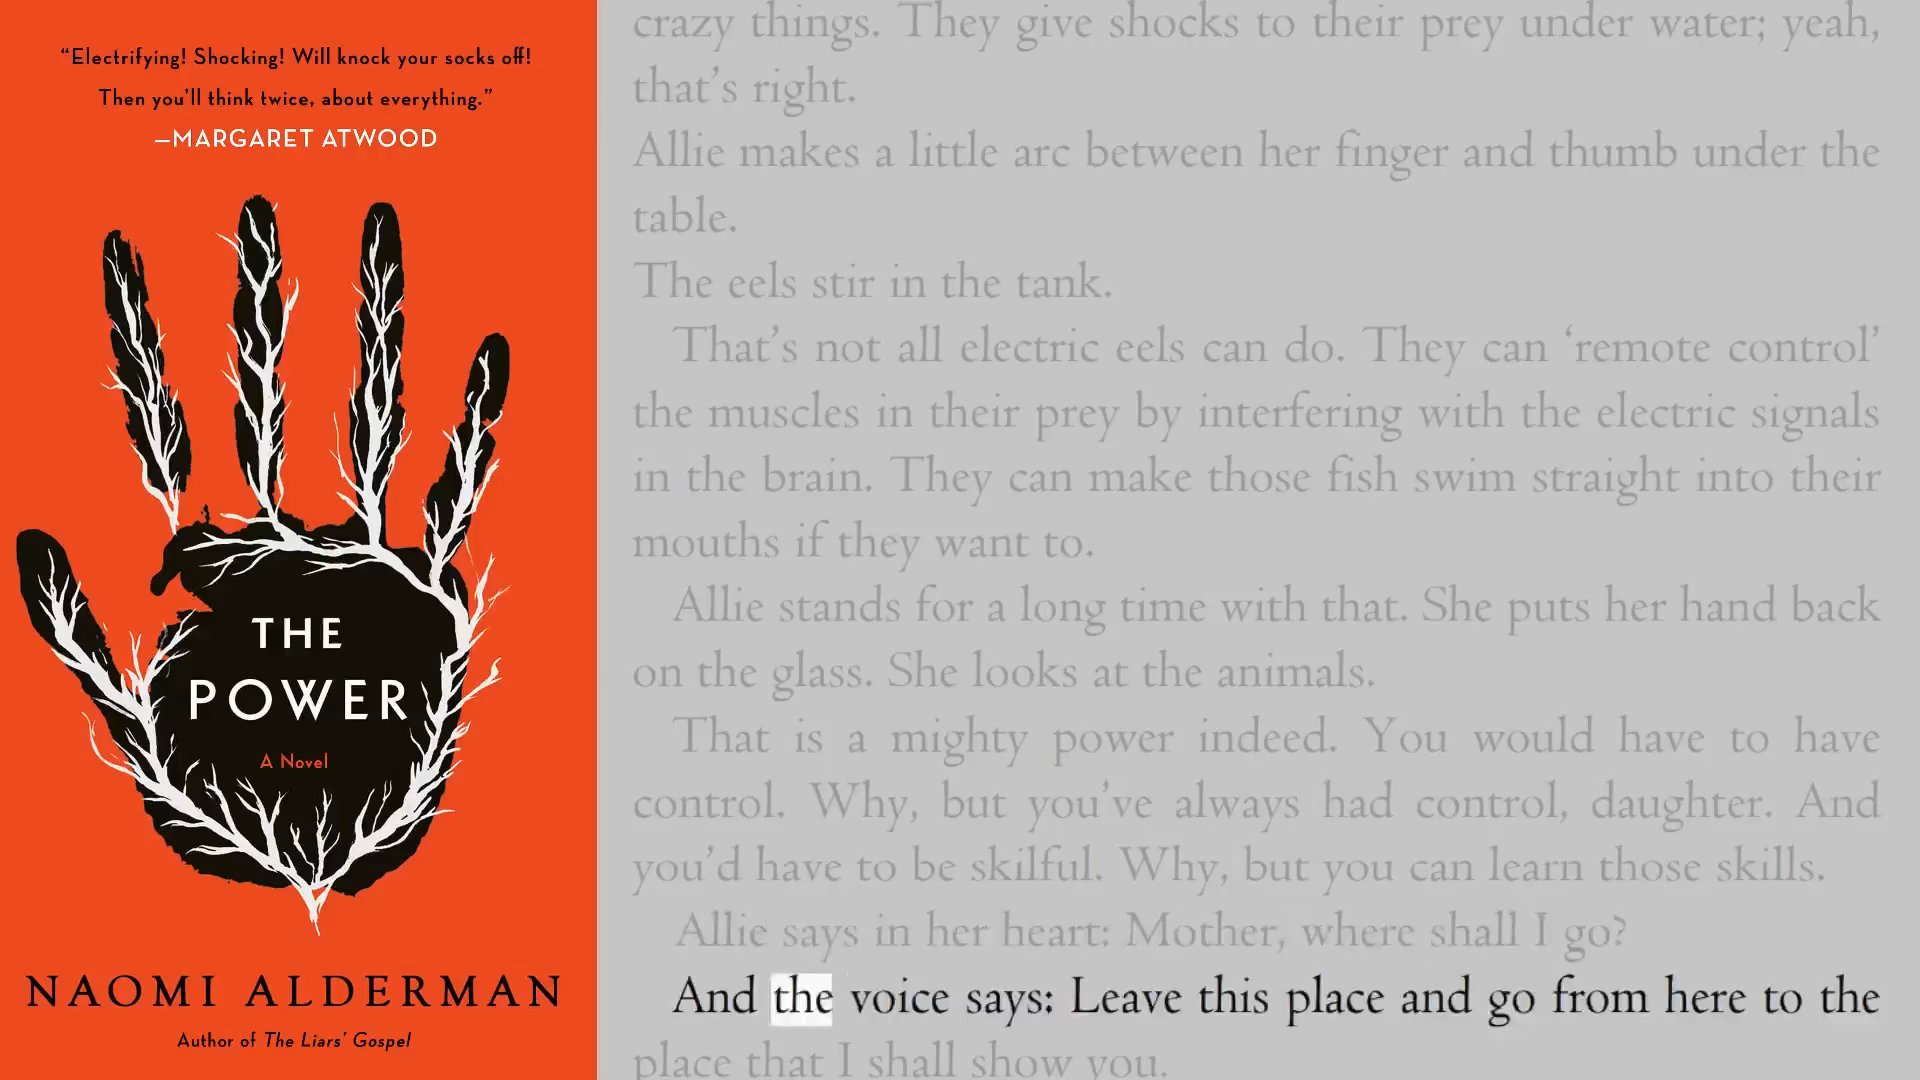 “Electrifying! Shocking! Will knock your socks off!
Then you’ll think twice, about everything.”
—MARGARET ATWOOD
THE
POWER
A Novel
NAOMI ALDERMAN
Author of The Liars’ Gospel
crazy things. They give shocks to their prey under water; yeah,
that’s right.
Allie makes a little arc between her finger and thumb under the
table.
The eels stir in the tank.
That’s not all electric eels can do. They can ‘remote control’
the muscles in their prey by interfering with the electric signals
in the brain. They can make those fish swim straight into their
mouths if they want to.
Allie stands for a long time with that. She puts her hand back
on the glass. She looks at the animals.
That is a mighty power indeed. You would have to have
control. Why, but you’ve always had control, daughter. And
you’d have to be skilful. Why, but you can learn those skills.
Allie says in her heart: Mother, where shall I go?
And the voice says: Leave this place and go from here to the
place that I shall show you.